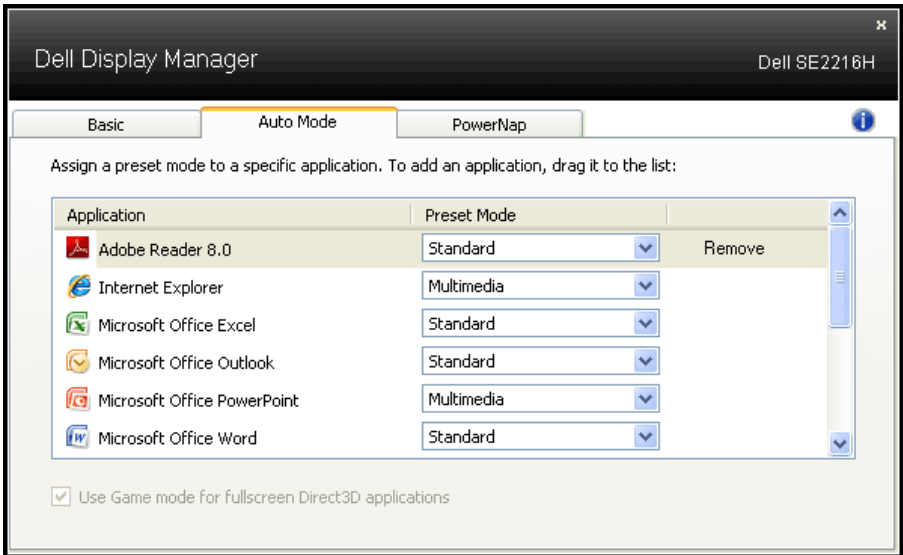 x
Dell Display Manager
Dell SE2216H
Basic Auto Mode PowerNap
Assign a preset mode to a specific application. To add an application, drag it to the list:
Application Preset Mode
Adobe Reader 8.0 Standard Remove
Internet Explorer Multimedia
Microsoft Office Excel Standard
Microsoft Office Outlook Standard
Microsoft Office PowerPoint Multimedia
Microsoft Office Word Standard
Use Game mode for fullscreen Direct3D applications